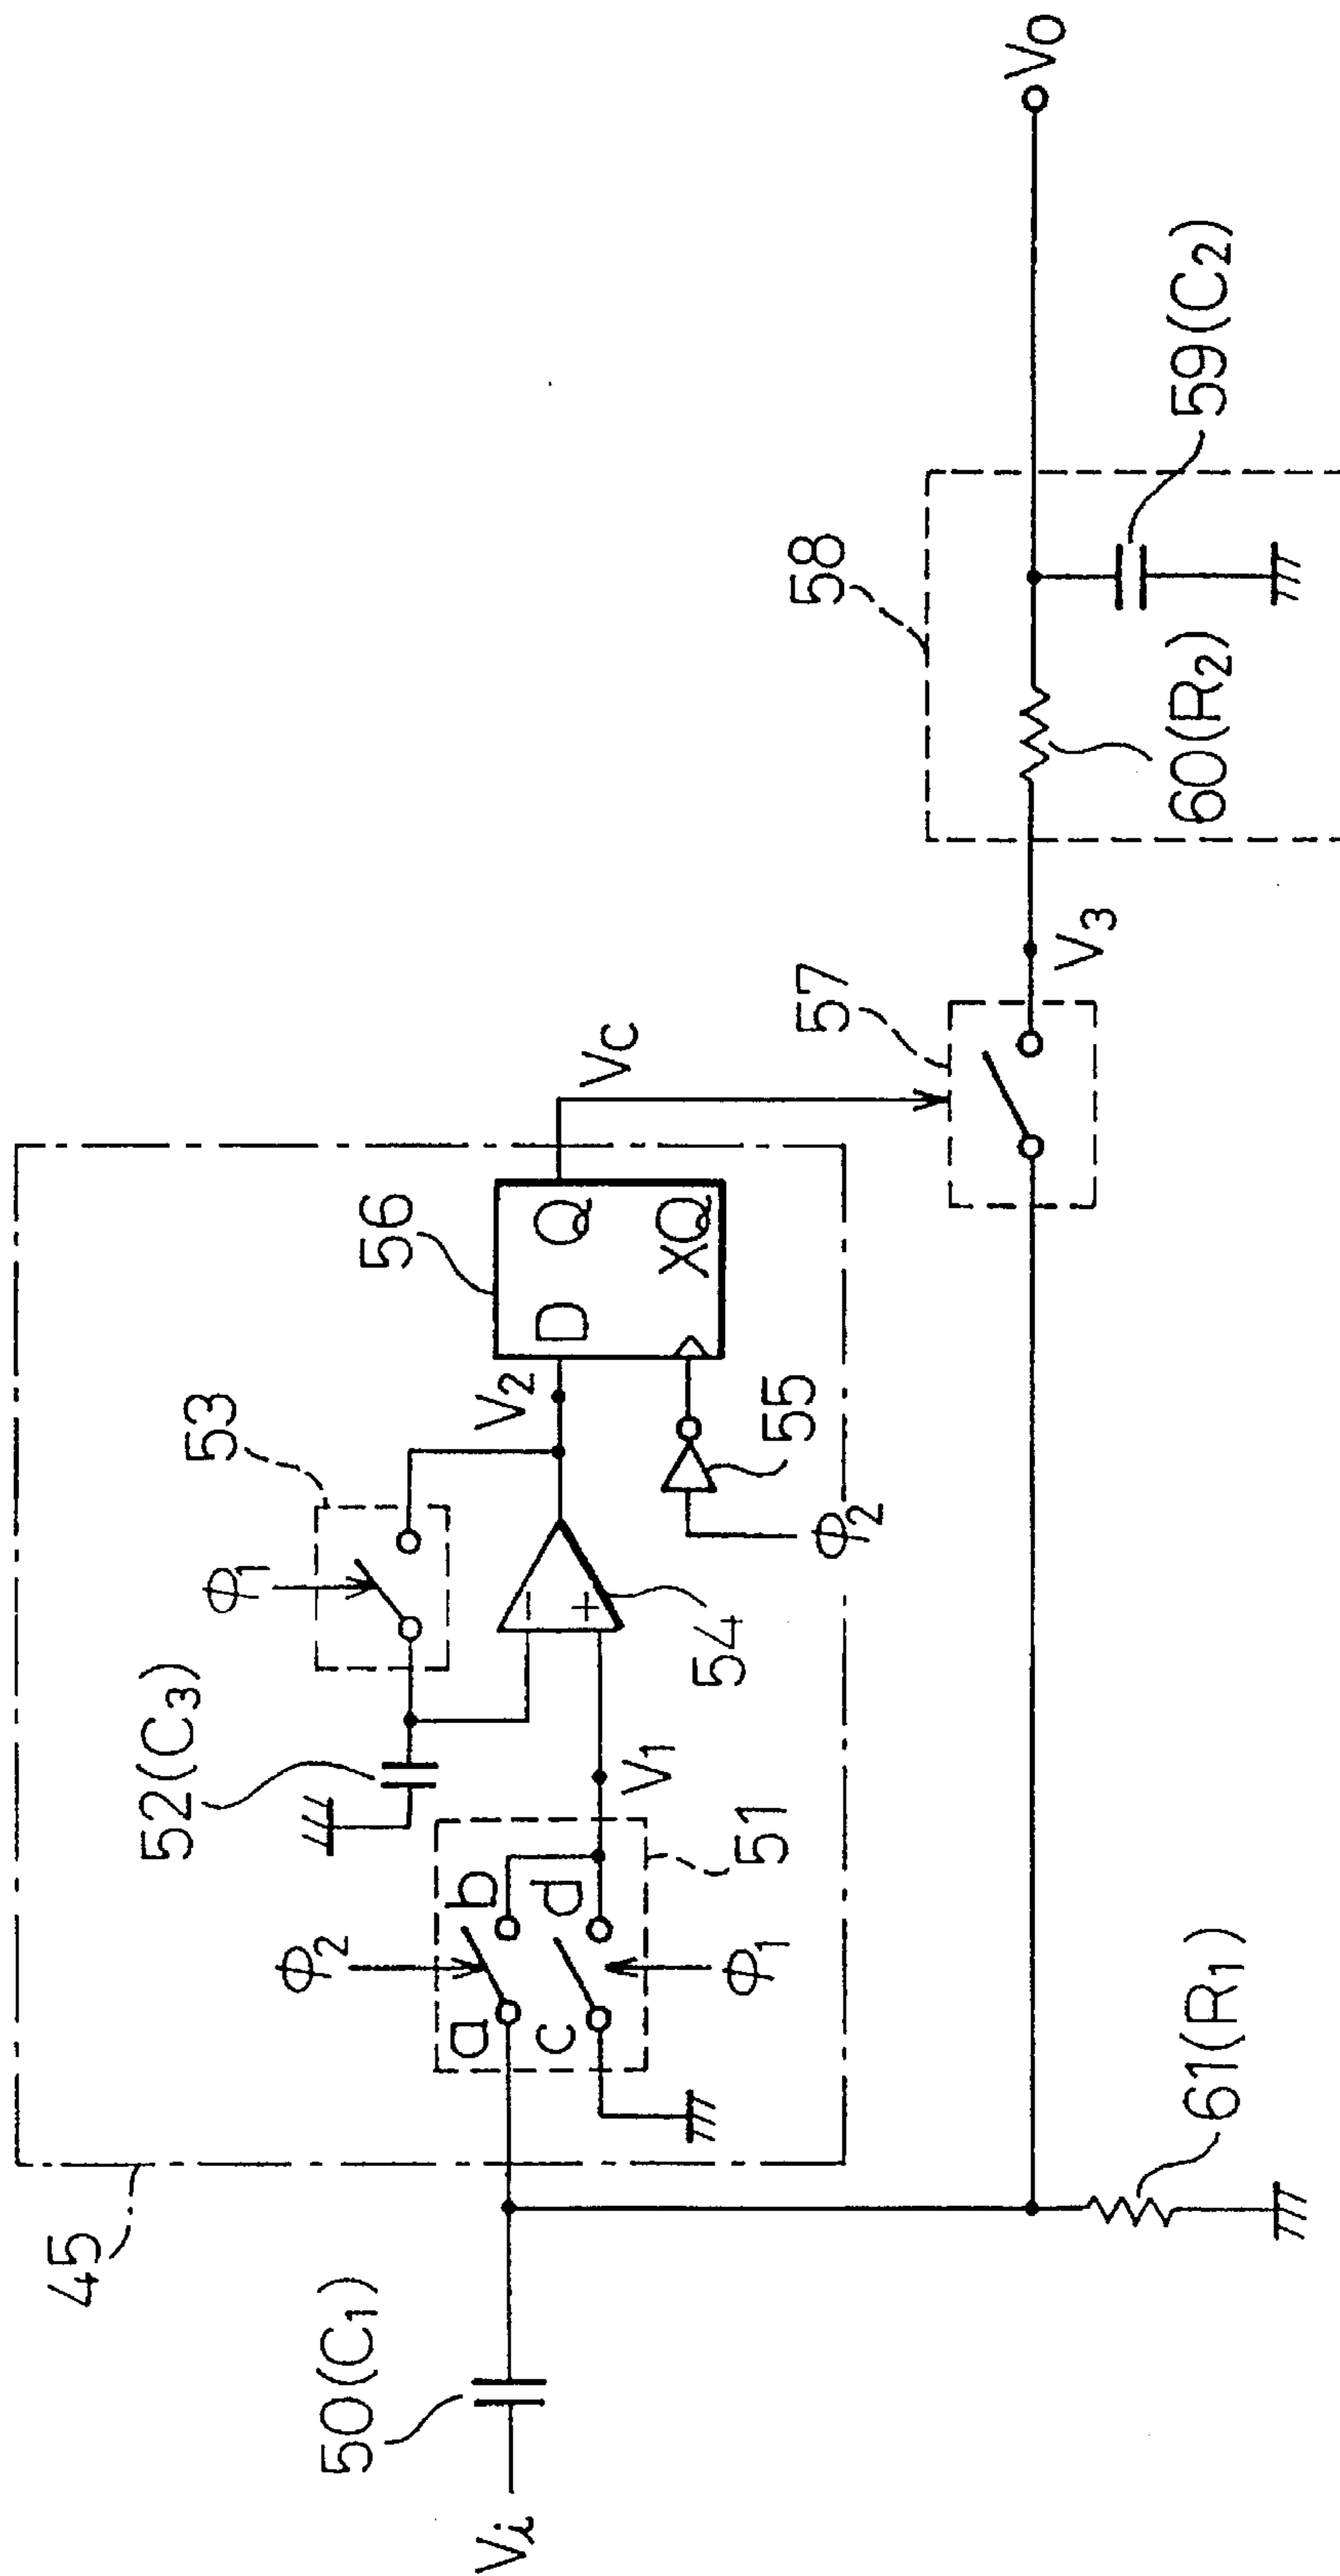 45
53
56
Φ1
52(C3)
V2
VC
D Q
XQ
Φ2
a b
c d
Φ1
V1
− +
54
Φ2
55
51
50(C1)
Vi
57
58
V3
VO
60(R2)
59(C2)
61(R1)